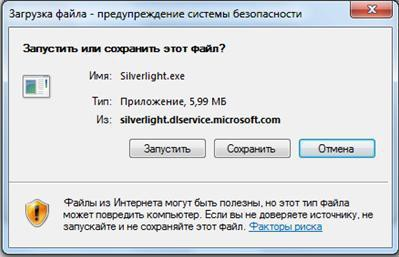 Загрузка файла - предупреждение системы безопасности
Запустить или сохранить этот файл?
Имя: Silverlight.exe
Тип: Приложение, 5,99 МБ
Из: silverlight.dlservice.microsoft.com
Запустить Сохранить Отмена
Файлы из Интернета могут быть полезны, но этот тип файла
может повредить компьютер. Если вы не доверяете источнику, не
запускайте и не сохраняйте этот файл. Факторы риска